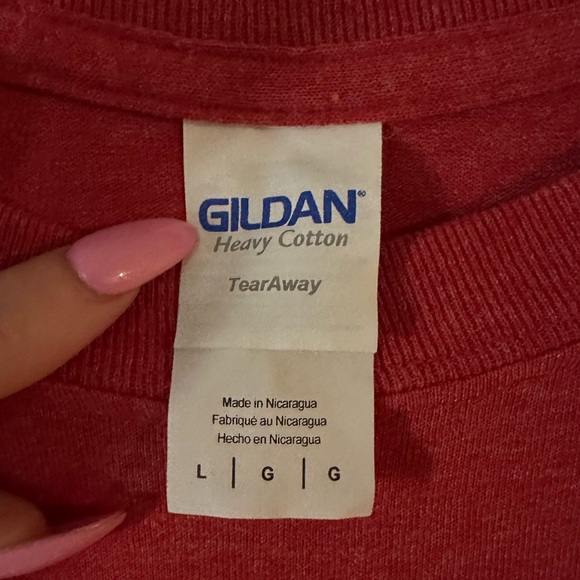 GILDAN®
Heavy Cotton
TearAway
Made in Nicaragua
Fabriqué au Nicaragua
Hecho en Nicaragua
L | G | G